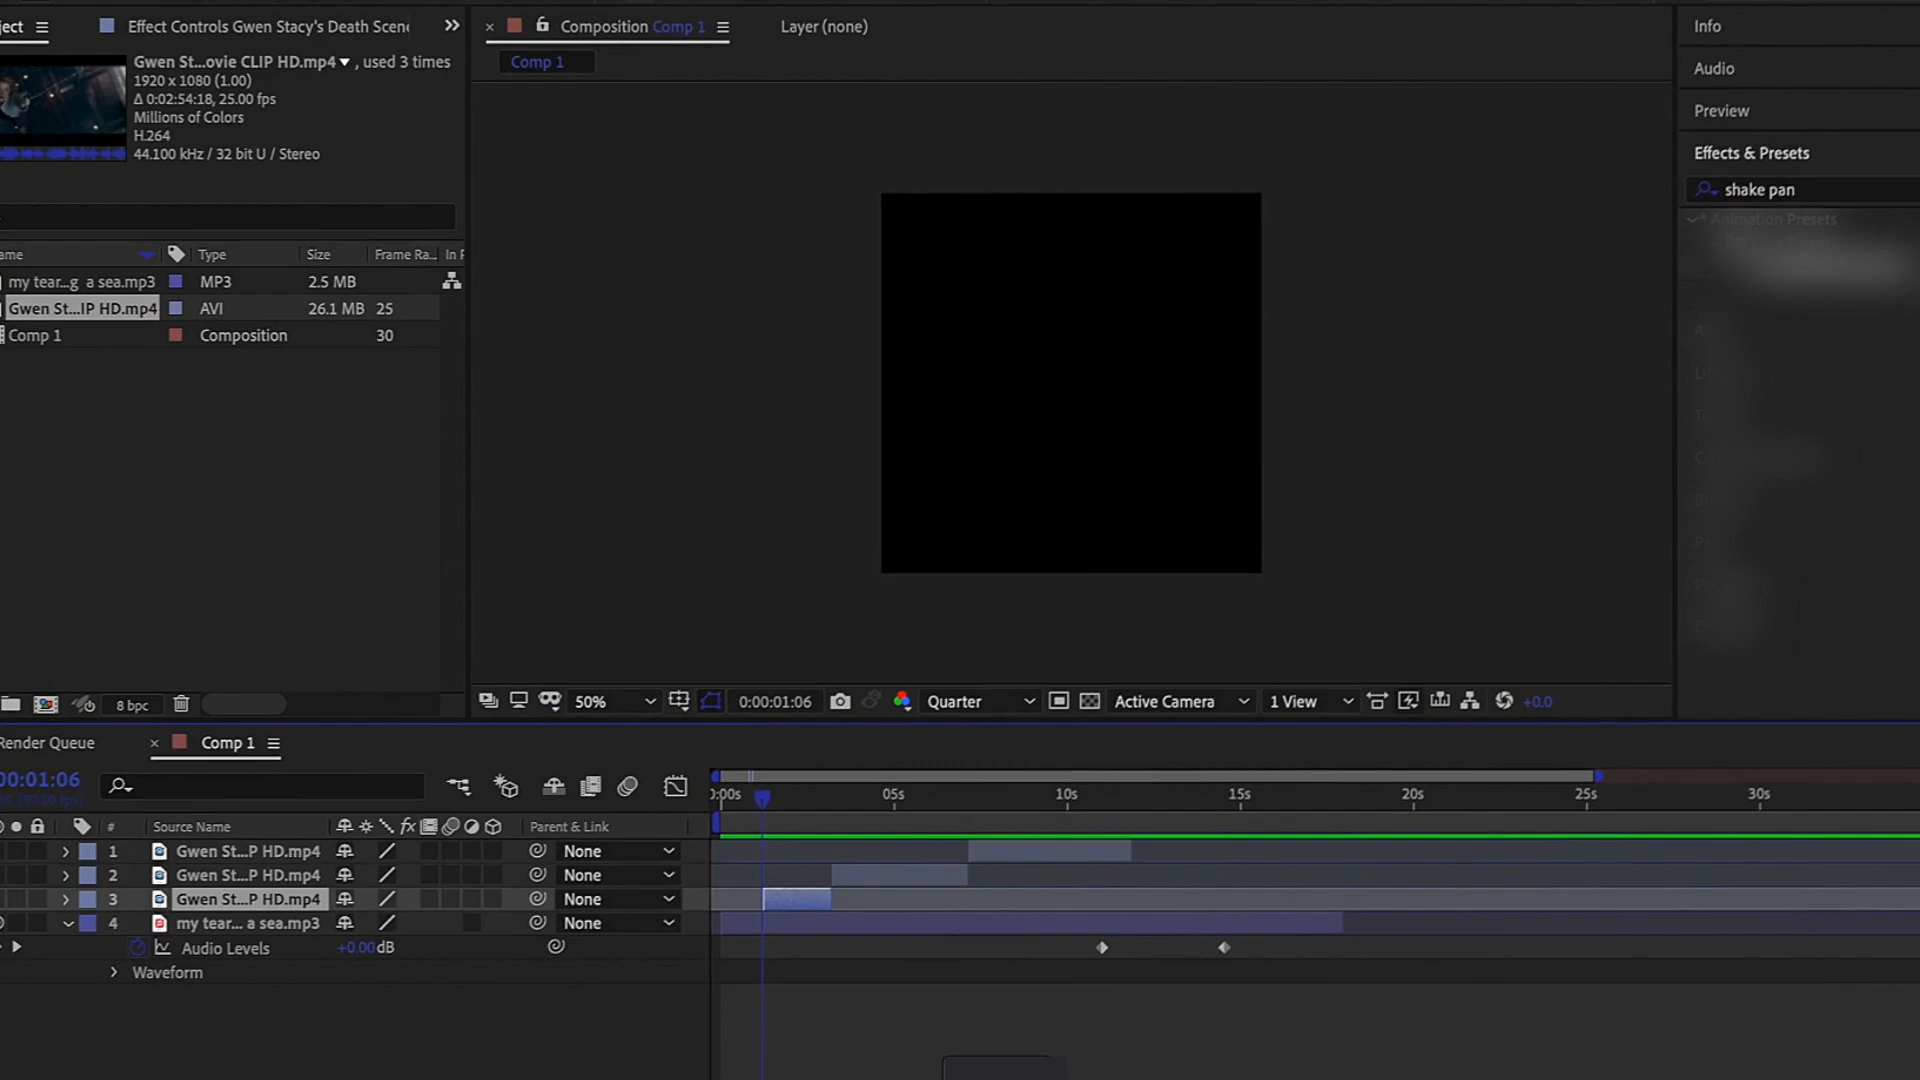 ject
Effect Controls Gwen Stacy's Death Scene
Composition Comp 1
Layer (none)
Info
Comp 1
Gwen St...ovie CLIP HD.mp4 , used 3 times
1920 x 1080 (1.00)
Δ 0:02:54:18, 25.00 fps
Millions of Colors
H.264
44.100 kHz / 32 bit U / Stereo
Audio
Preview
Effects & Presets
shake pan
* Animation Presets
ame Type Size Frame Ra... In P
my tear...g a sea.mp3 MP3 2.5 MB
Gwen St...IP HD.mp4 AVI 26.1 MB 25
Comp 1 Composition 30
8 bpc
50% 0:00:01:06 Quarter Active Camera 1 View +0.0
Render Queue
Comp 1
00:01:06
0:00s 05s 10s 15s 20s 25s 30s
# Source Name fx Parent & Link
1 Gwen St...P HD.mp4 None
2 Gwen St...P HD.mp4 None
3 Gwen St...P HD.mp4 None
4 my tear... a sea.mp3 None
Audio Levels +0.00dB
Waveform